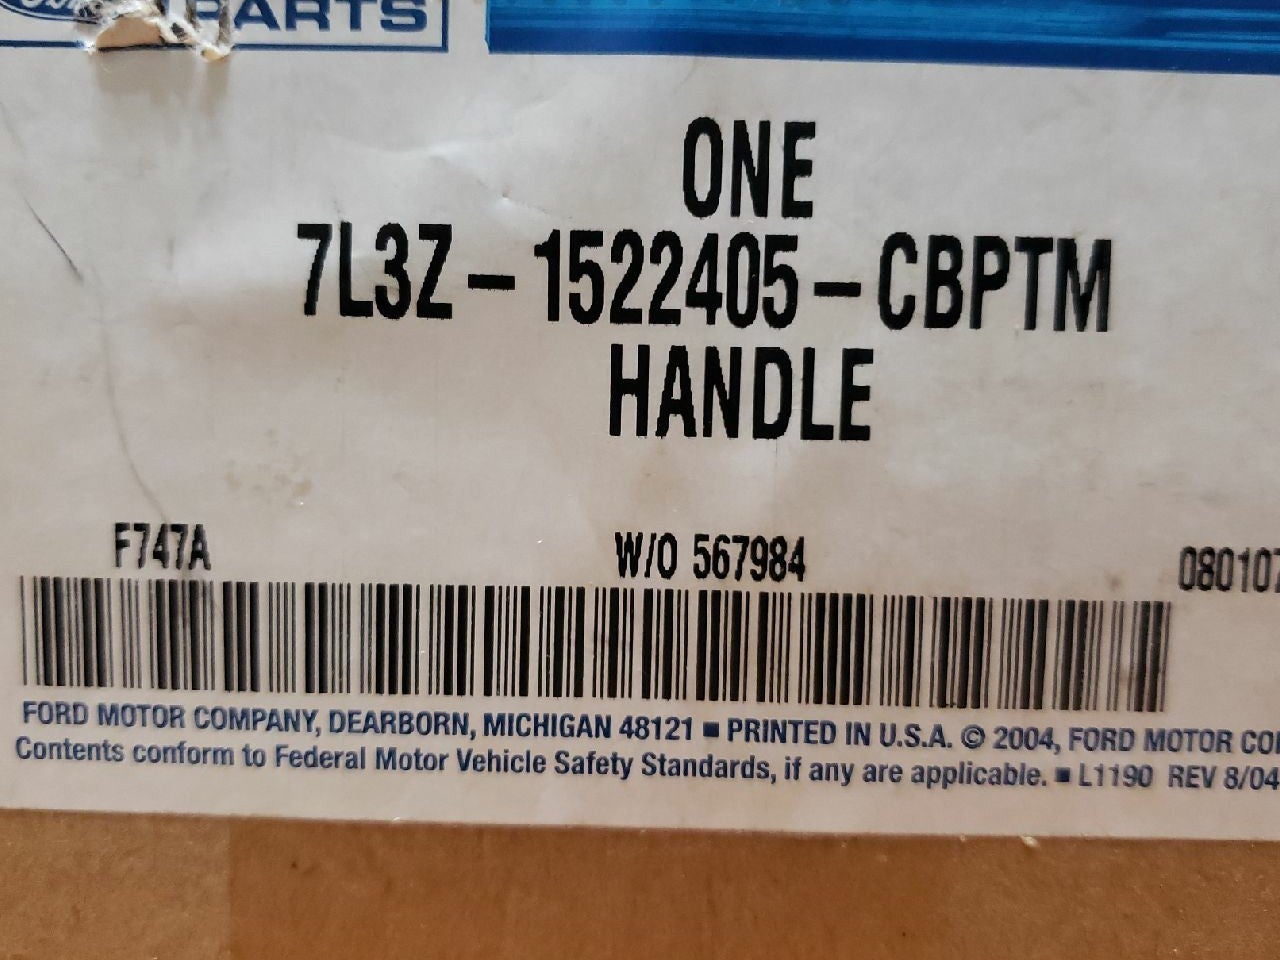 PARTS
ONE
7L3Z-1522405-CBPTM
HANDLE
F747A W/O 567984 080107
FORD MOTOR COMPANY, DEARBORN, MICHIGAN 48121 ■ PRINTED IN U.S.A. © 2004, FORD MOTOR
Contents conform to Federal Motor Vehicle Safety Standards, if any are applicable. ■ L1190 REV 8/04